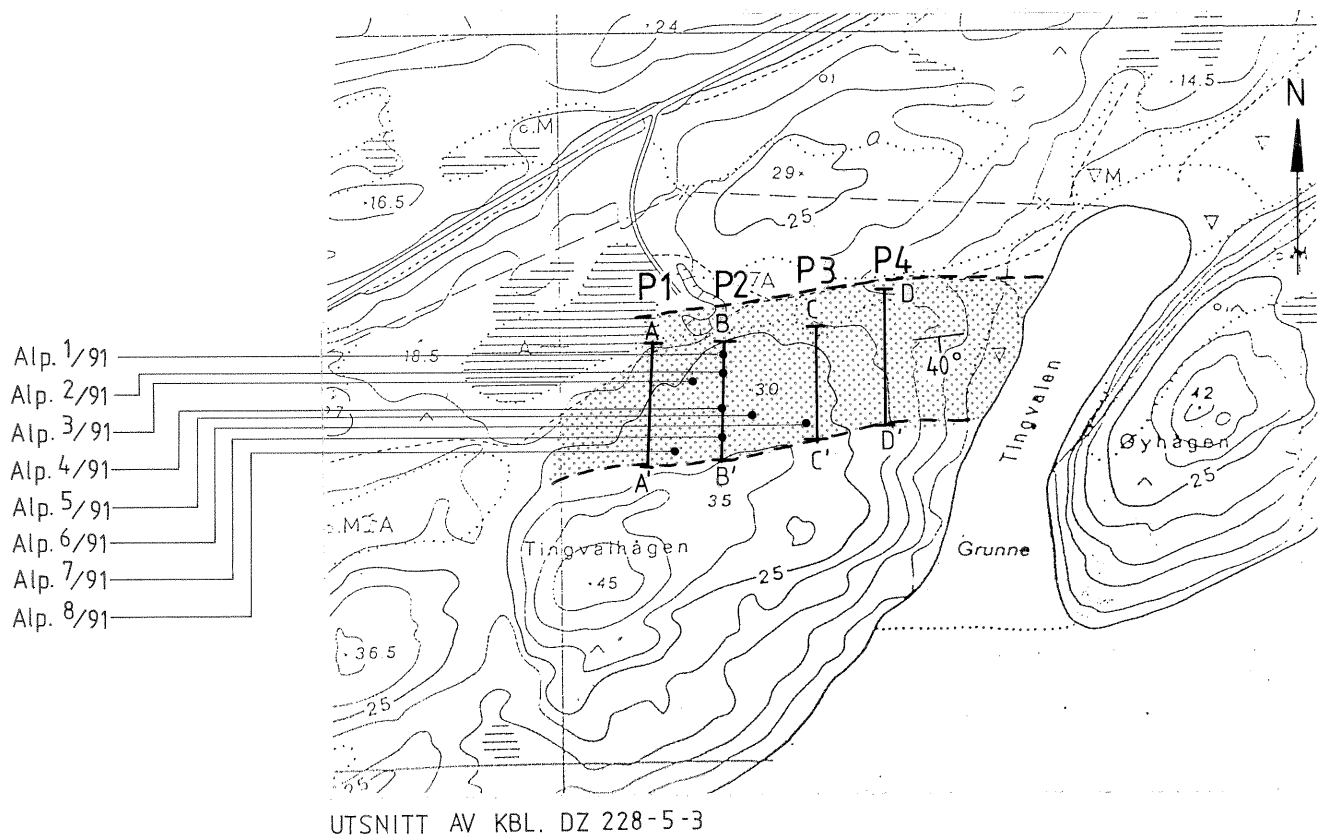 24
N
14.5
c.M
16.5
29
M
25
P1 P2 P3 P4
A
A B C D
Alp. 1/91
Alp. 2/91
Alp. 3/91
Alp. 4/91
Alp. 5/91
Alp. 6/91
Alp. 7/91
Alp. 8/91
18.5
A
30
40°
42
Tingvalen
Øyhågen
25
A' B' C' D'
35
Tingvalhågen
45
25
Grunne
36.5
25
UTSNITT AV KBL. DZ 228-5-3